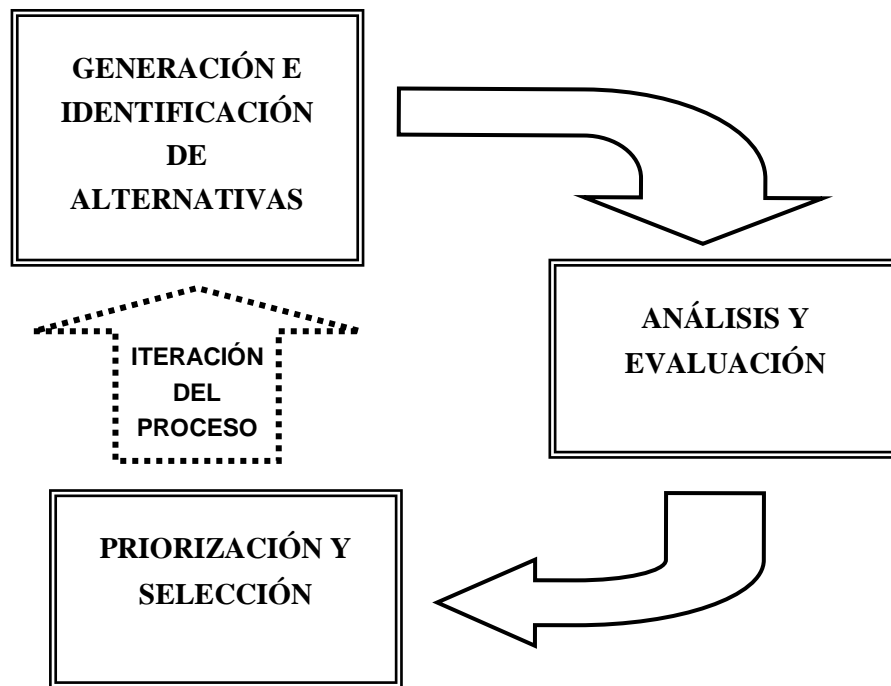 GENERACIÓN E
IDENTIFICACIÓN
DE
ALTERNATIVAS
ANÁLISIS Y
EVALUACIÓN
PRIORIZACIÓN Y
SELECCIÓN
ITERACIÓN
DEL
PROCESO